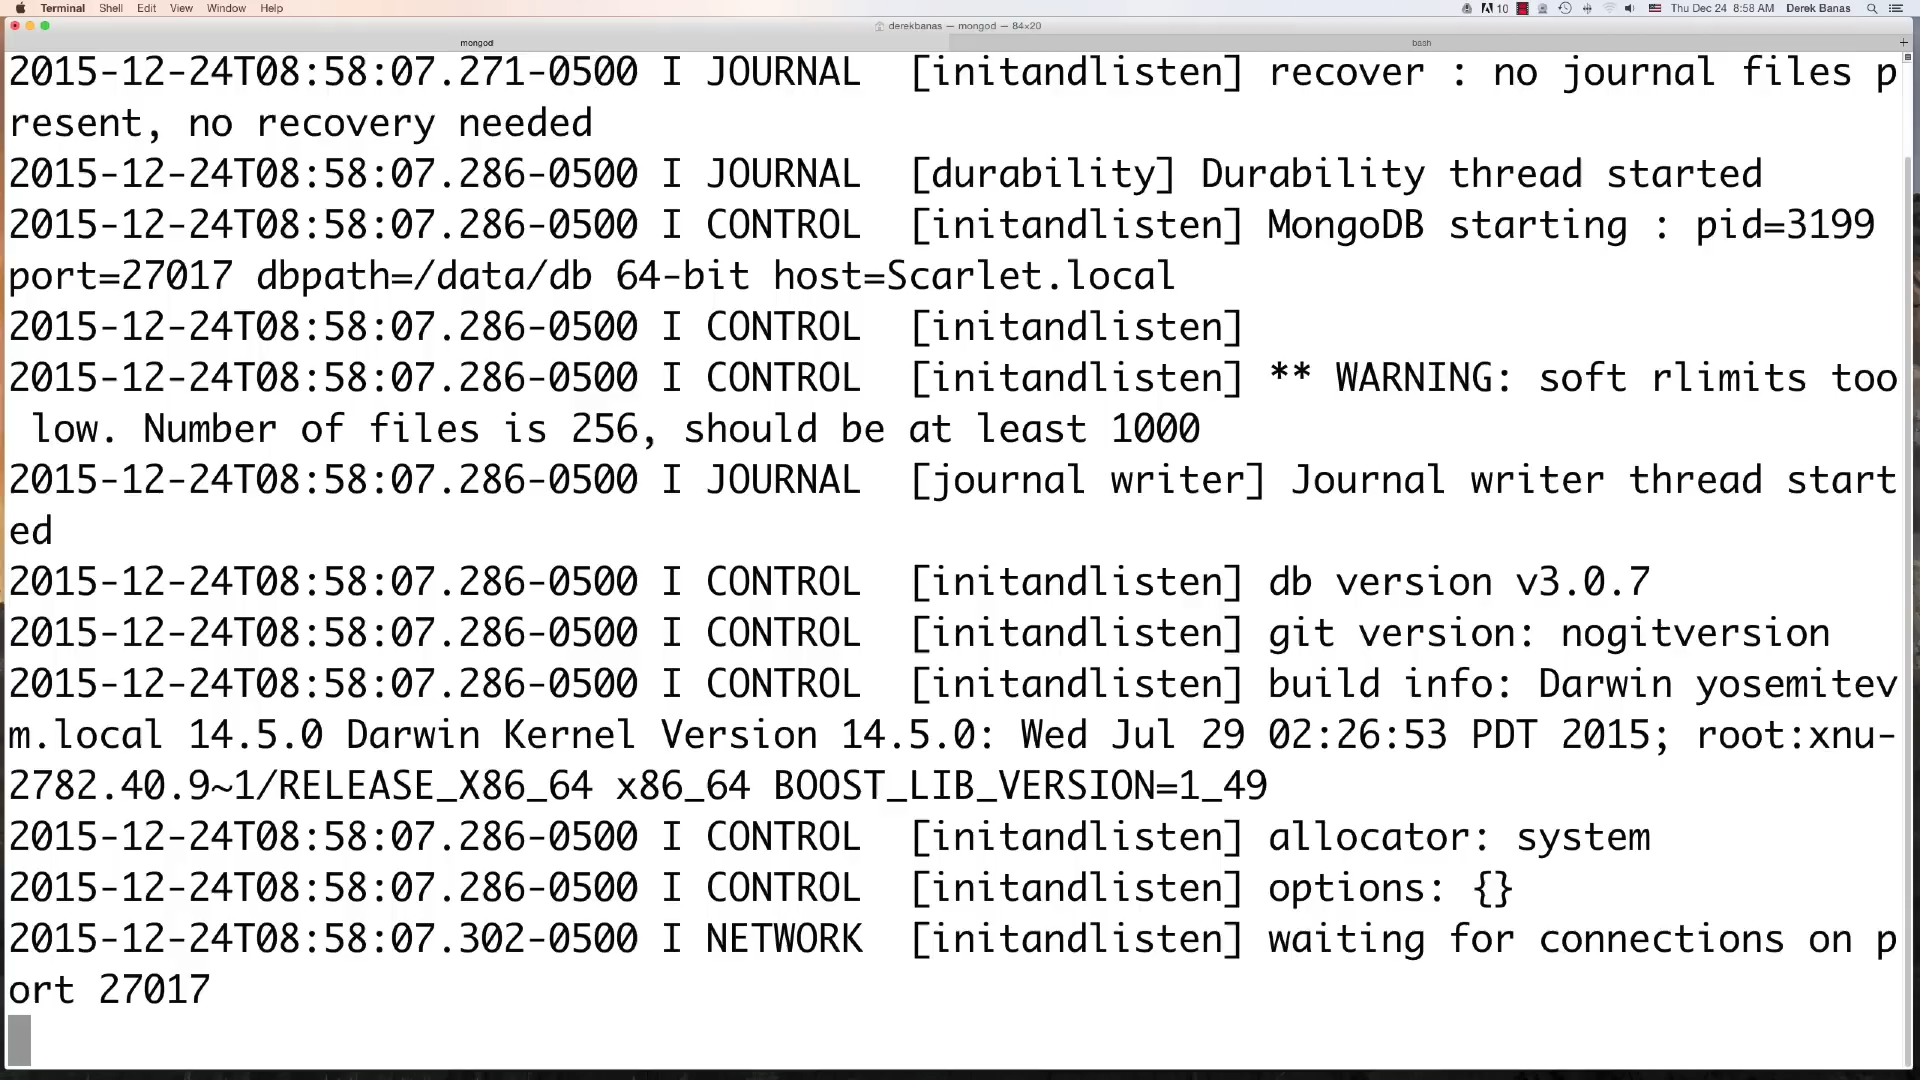 Terminal Shell Edit View Window Help 10 Thu Dec 24 8:58 AM Derek Banas
derekbanas — mongod — 84×20
mongod bash +
2015-12-24T08:58:07.271-0500 I JOURNAL  [initandlisten] recover : no journal files p
resent, no recovery needed
2015-12-24T08:58:07.286-0500 I JOURNAL  [durability] Durability thread started
2015-12-24T08:58:07.286-0500 I CONTROL  [initandlisten] MongoDB starting : pid=3199
port=27017 dbpath=/data/db 64-bit host=Scarlet.local
2015-12-24T08:58:07.286-0500 I CONTROL  [initandlisten]
2015-12-24T08:58:07.286-0500 I CONTROL  [initandlisten] ** WARNING: soft rlimits too
 low. Number of files is 256, should be at least 1000
2015-12-24T08:58:07.286-0500 I JOURNAL  [journal writer] Journal writer thread start
ed
2015-12-24T08:58:07.286-0500 I CONTROL  [initandlisten] db version v3.0.7
2015-12-24T08:58:07.286-0500 I CONTROL  [initandlisten] git version: nogitversion
2015-12-24T08:58:07.286-0500 I CONTROL  [initandlisten] build info: Darwin yosemitev
m.local 14.5.0 Darwin Kernel Version 14.5.0: Wed Jul 29 02:26:53 PDT 2015; root:xnu-
2782.40.9~1/RELEASE_X86_64 x86_64 BOOST_LIB_VERSION=1_49
2015-12-24T08:58:07.286-0500 I CONTROL  [initandlisten] allocator: system
2015-12-24T08:58:07.286-0500 I CONTROL  [initandlisten] options: {}
2015-12-24T08:58:07.302-0500 I NETWORK  [initandlisten] waiting for connections on p
ort 27017